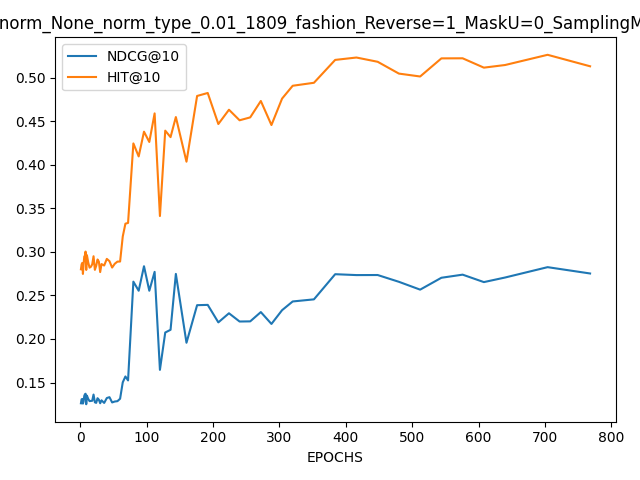 norm_None_norm_type_0.01_1809_fashion_Reverse=1_MaskU=0_SamplingM
NDCG@10
HIT@10
0.50
0.45
0.40
0.35
0.30
0.25
0.20
0.15
0 100 200 300 400 500 600 700 800
EPOCHS